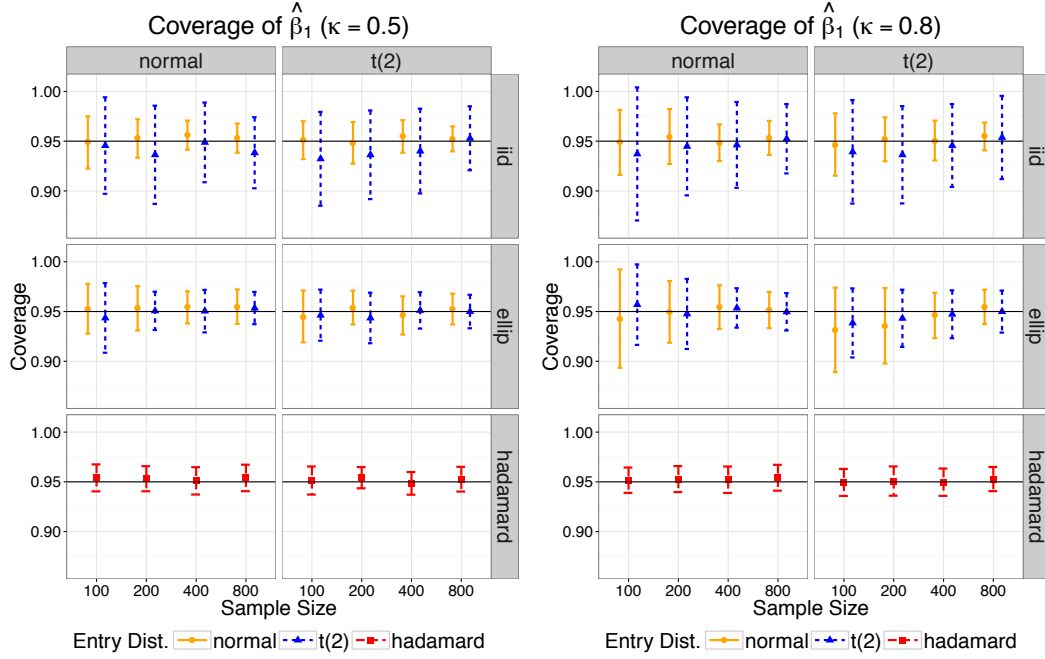 Coverage of β̂₁ (κ = 0.5)
normal
t(2)
1.00
0.95
0.90
iid
1.00
0.95
0.90
ellip
1.00
0.95
0.90
hadamard
Coverage
100 200 400 800
100 200 400 800
Sample Size
Entry Dist. normal t(2) hadamard
Coverage of β̂₁ (κ = 0.8)
normal
t(2)
1.00
0.95
0.90
iid
1.00
0.95
0.90
ellip
1.00
0.95
0.90
hadamard
Coverage
100 200 400 800
100 200 400 800
Sample Size
Entry Dist. normal t(2) hadamard